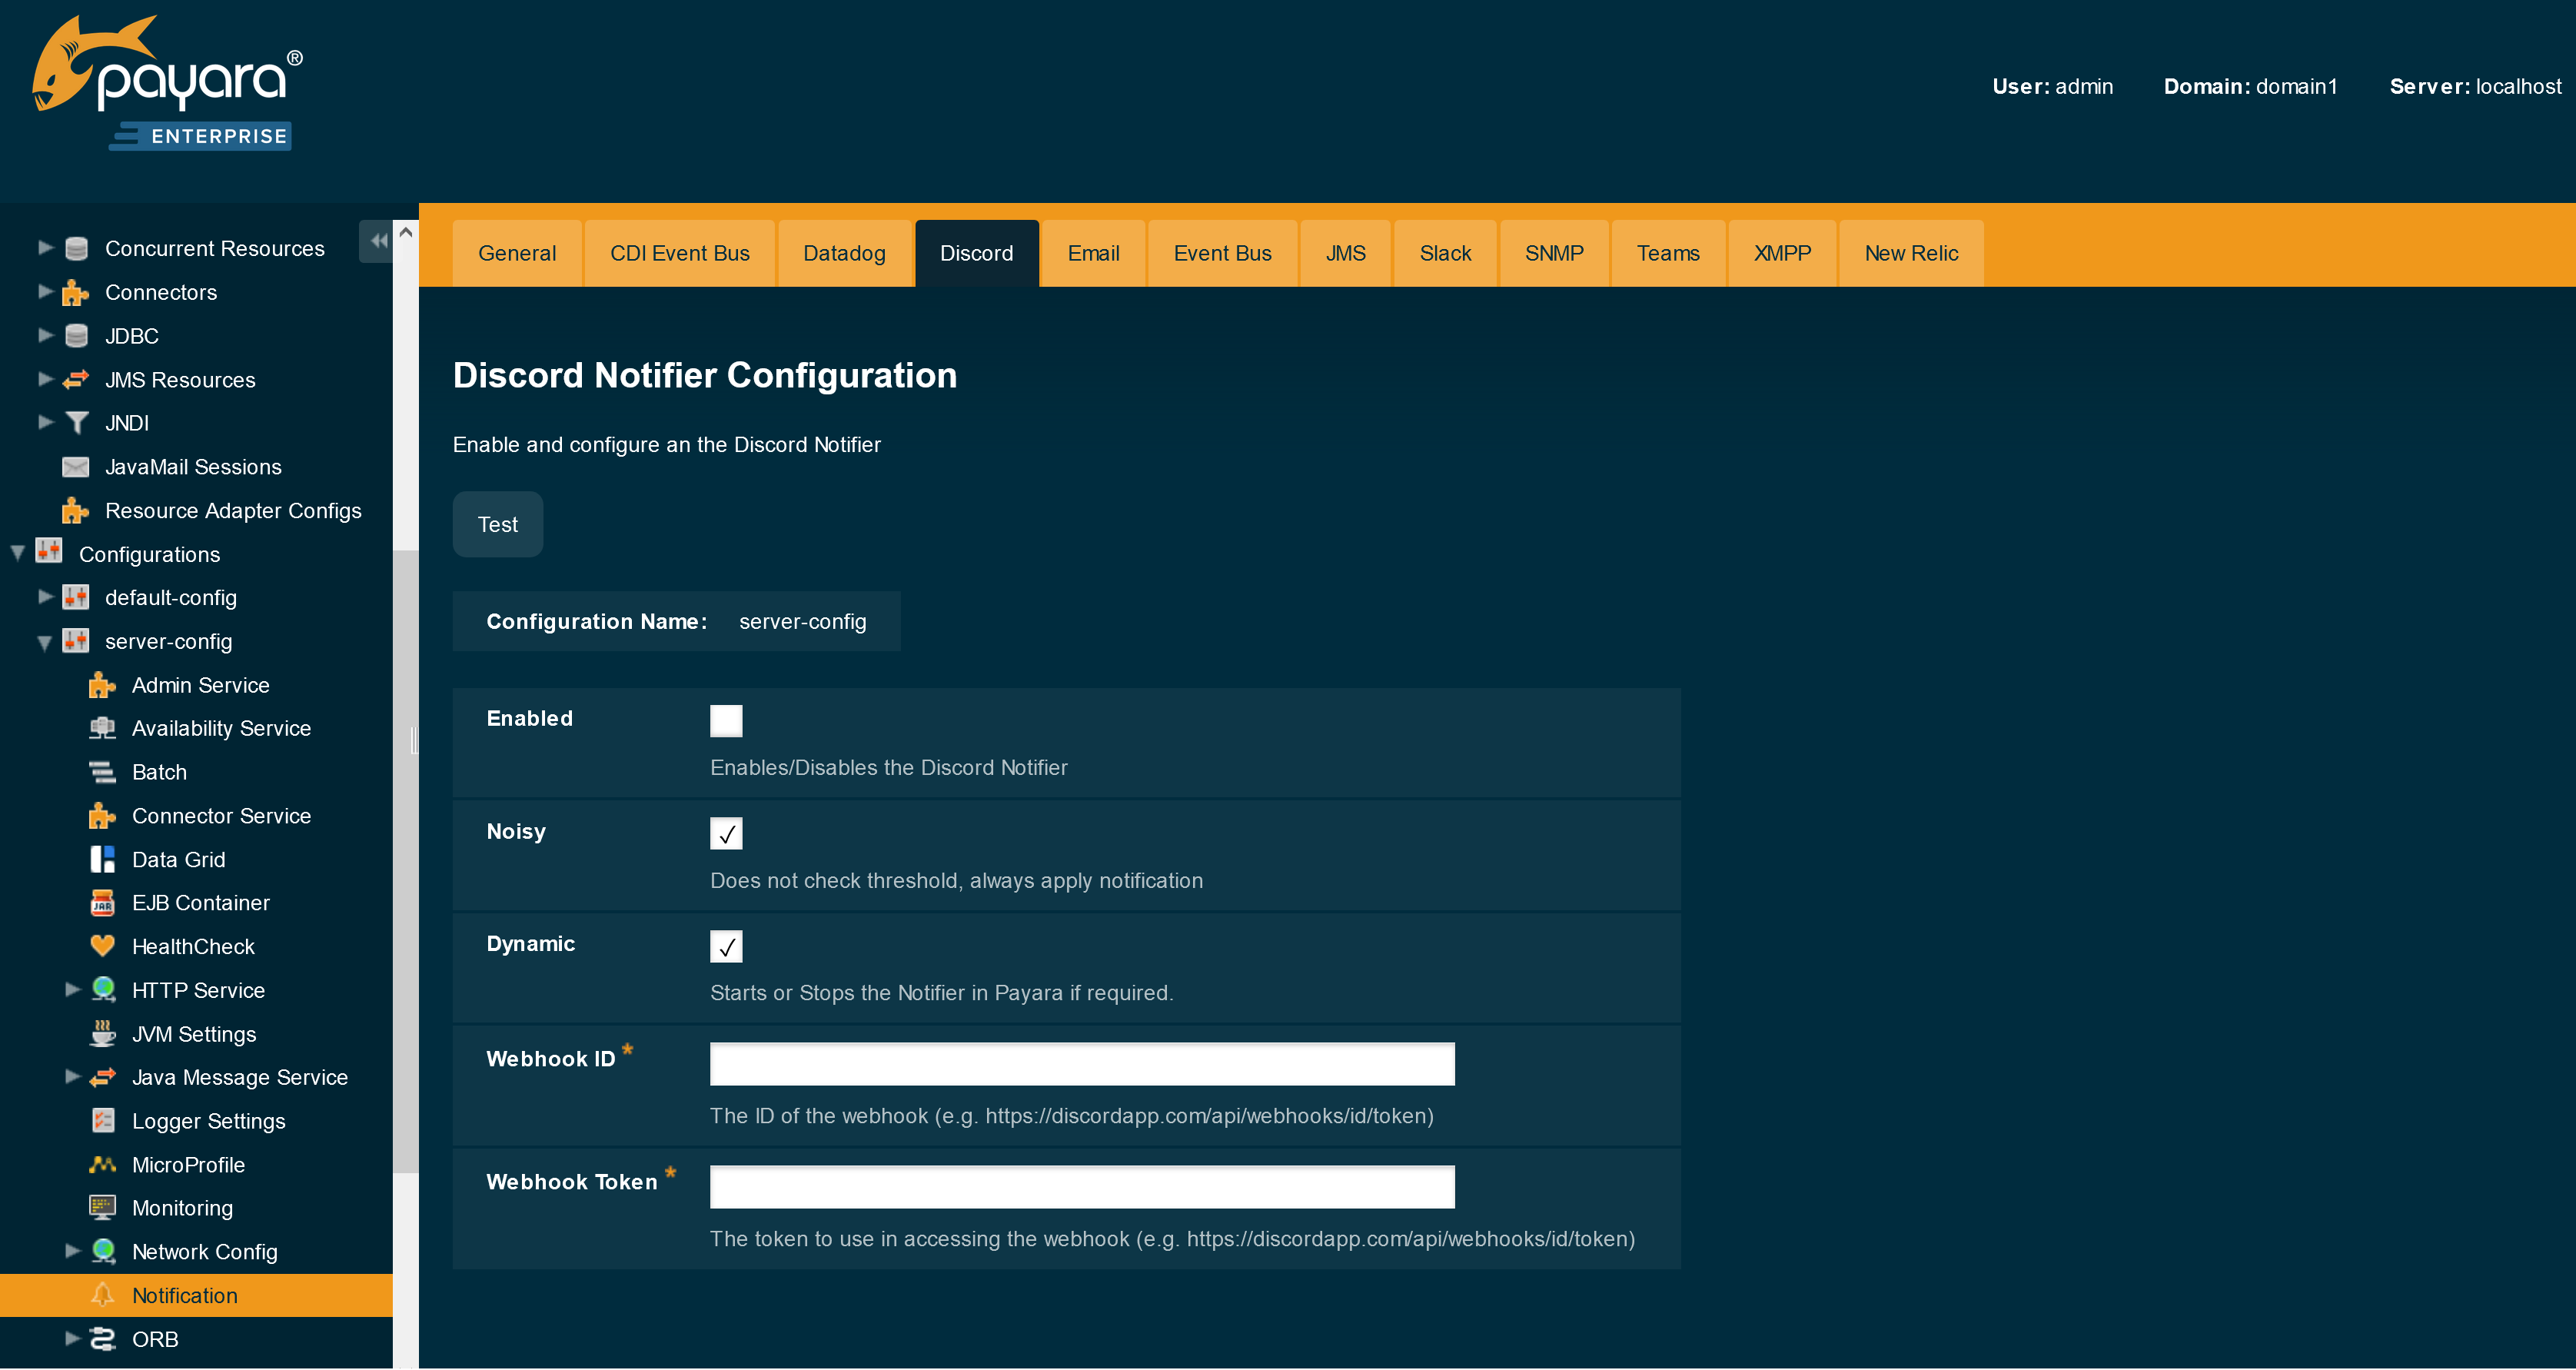 payara®
ENTERPRISE
User: admin Domain: domain1 Server: localhost
Concurrent Resources
Connectors
JDBC
JMS Resources
JNDI
JavaMail Sessions
Resource Adapter Configs
Configurations
default-config
server-config
Admin Service
Availability Service
Batch
Connector Service
Data Grid
JAR
EJB Container
HealthCheck
HTTP Service
JVM Settings
Java Message Service
Logger Settings
MicroProfile
Monitoring
Network Config
Notification
ORB
General CDI Event Bus Datadog Discord Email Event Bus JMS Slack SNMP Teams XMPP New Relic
Discord Notifier Configuration
Enable and configure an the Discord Notifier
Test
Configuration Name: server-config
Enabled
Enables/Disables the Discord Notifier
Noisy
Does not check threshold, always apply notification
Dynamic
Starts or Stops the Notifier in Payara if required.
Webhook ID *
The ID of the webhook (e.g. https://discordapp.com/api/webhooks/id/token)
Webhook Token *
The token to use in accessing the webhook (e.g. https://discordapp.com/api/webhooks/id/token)